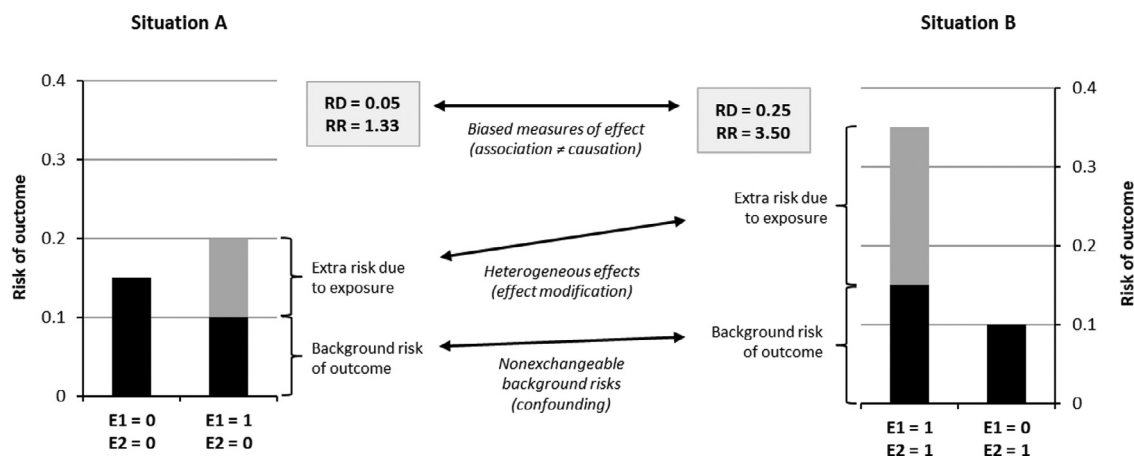 Situation A
Situation B
0.4
0.3
0.2
0.1
0
Risk of ouctome
E1 = 0
E2 = 0
E1 = 1
E2 = 0
RD = 0.05
RR = 1.33
Extra risk due
to exposure
Background risk
of outcome
Biased measures of effect
(association ≠ causation)
Heterogeneous effects
(effect modification)
Nonexchangeable
background risks
(confounding)
RD = 0.25
RR = 3.50
Extra risk due
to exposure
Background risk
of outcome
0.4
0.3
0.2
0.1
0
Risk of outcome
E1 = 1
E2 = 1
E1 = 0
E2 = 1